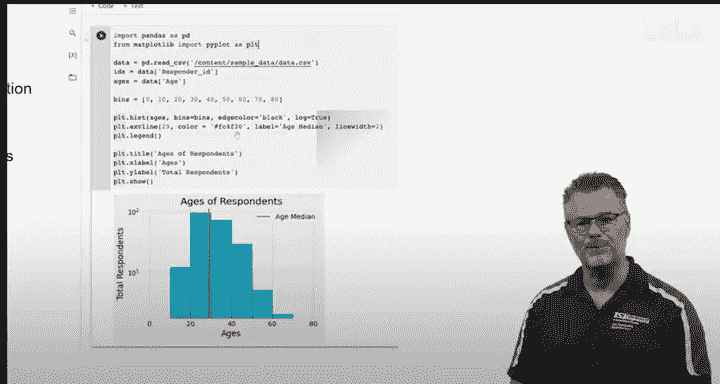 + Code + Text
tion
s
import pandas as pd
from matplotlib import pyplot as plt
data = pd.read_csv('/content/sample_data/data.csv')
ids = data['Responder_id']
ages = data['Age']
bins = [0, 10, 20, 30, 40, 50, 60, 70, 80]
plt.hist(ages, bins=bins, edgecolor='black', log=True)
plt.axvline(29, color = '#fc4f30', label='Age Median', linewidth=2)
plt.legend()
plt.title('Ages of Respondents')
plt.xlabel('Ages')
plt.ylabel('Total Respondents')
plt.show()
Ages of Respondents
Age Median
Total Respondents
10²
10¹
0 20 40 60 80
Ages